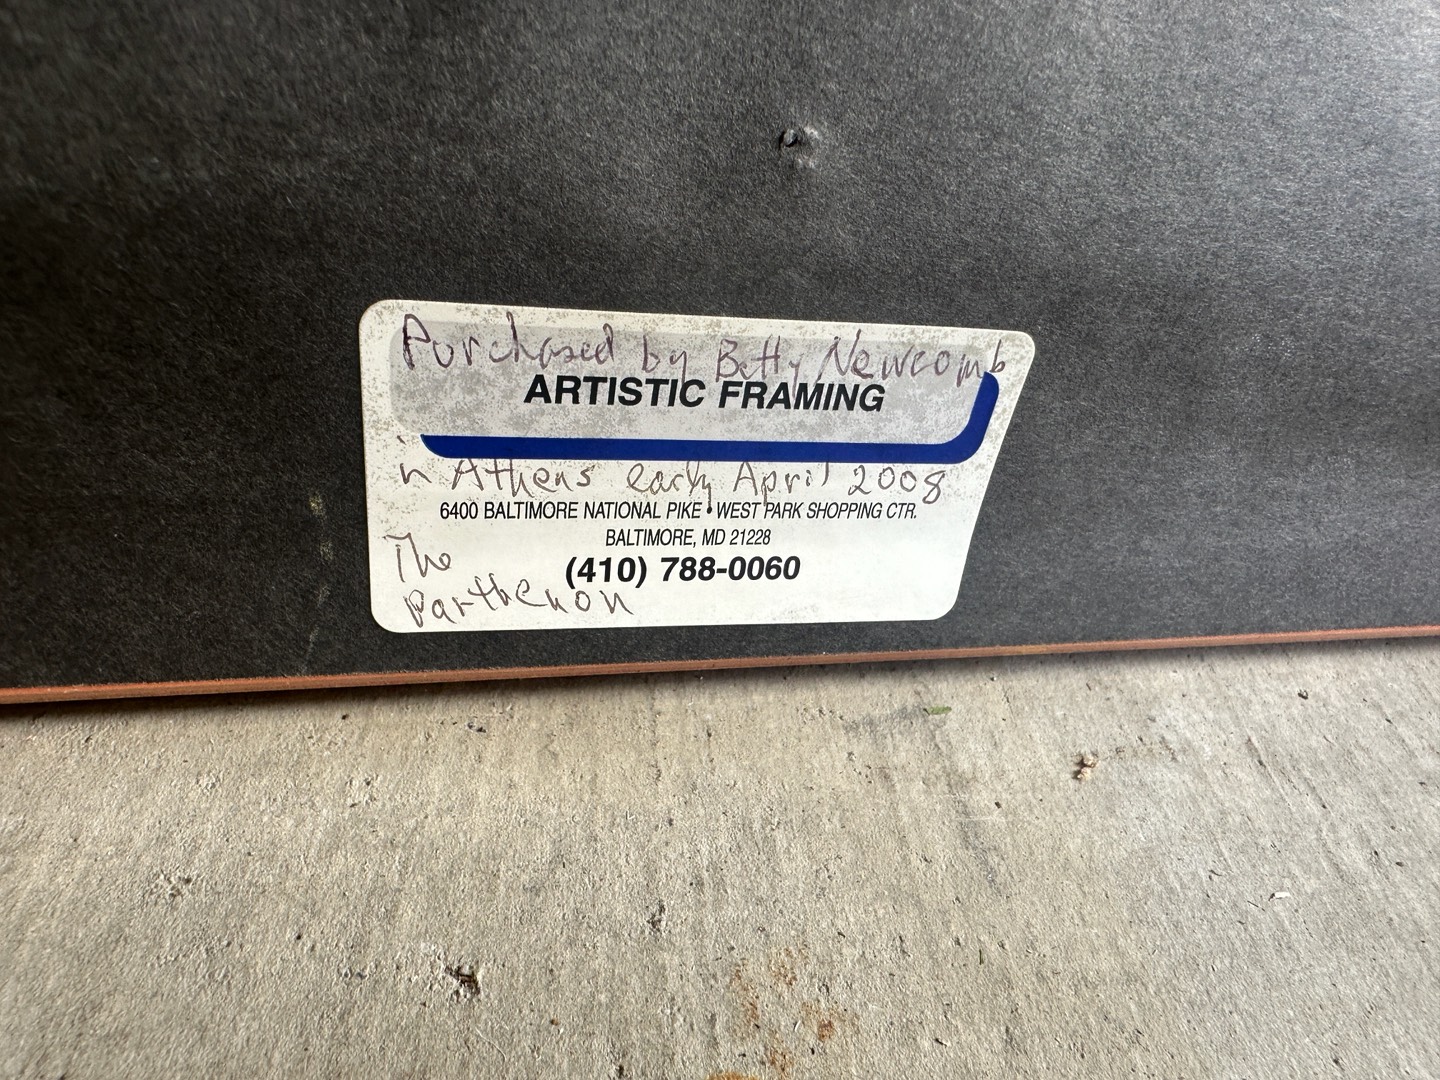 Purchased by Betty Newcomb
ARTISTIC FRAMING
in Athens early April 2008
6400 BALTIMORE NATIONAL PIKE • WEST PARK SHOPPING CTR.
BALTIMORE, MD 21228
(410) 788-0060
The
Parthenon